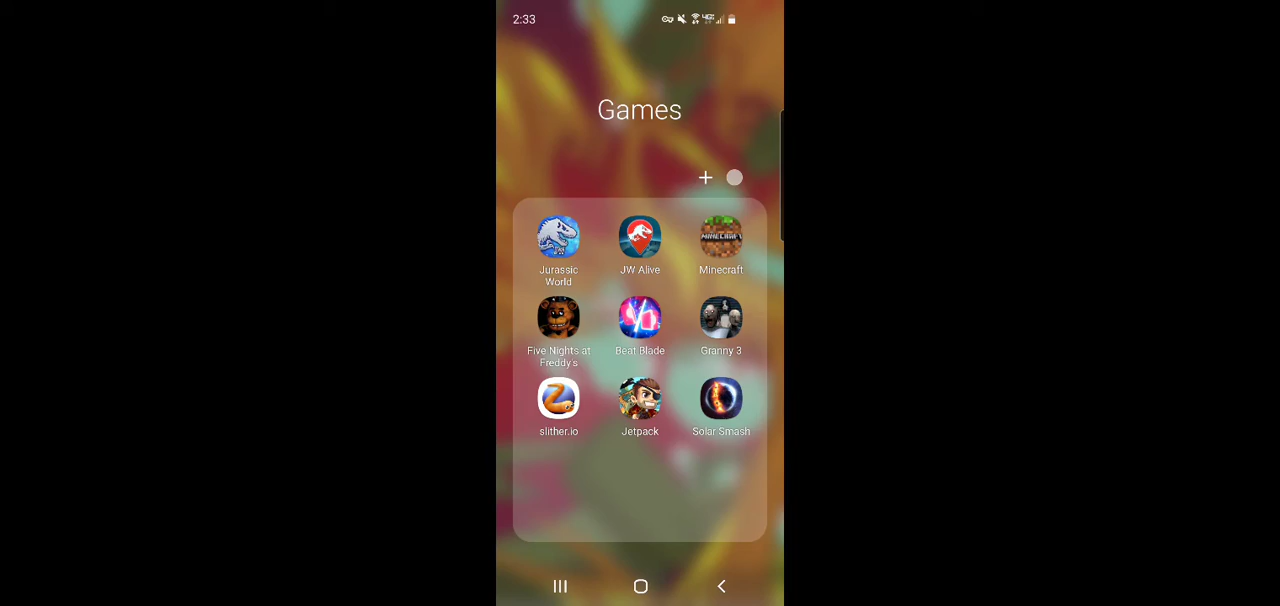 2:33
Games
Jurassic
World
JW Alive
MINECRAFT
Minecraft
Five Nights at
Freddy's
Beat Blade
Granny 3
slither.io
Jetpack
Solar Smash